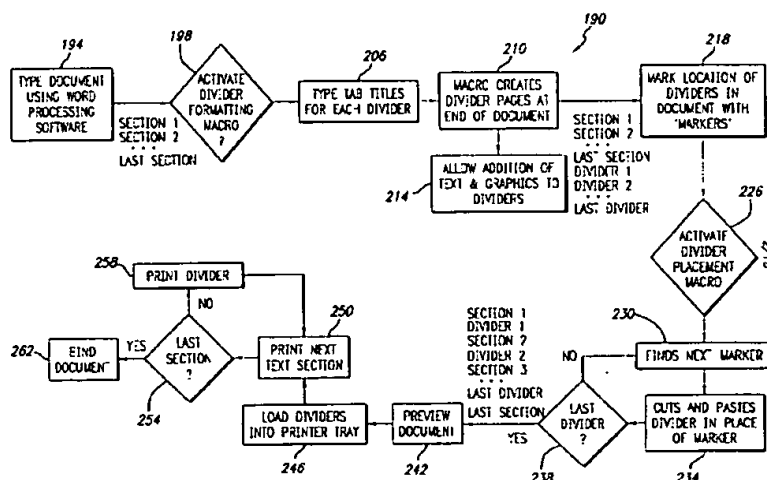 190
194
TYPE DOCUMENT
USING WORD
PROCESSING
SOFTWARE
SECTION 1
SECTION 2
. . .
LAST SECTION
198
ACTIVATE
DIVIDER
FORMATTING
MACRO
?
206
TYPE TAB TITLES
FOR EACH DIVIDER
210
MACRO CREATES
DIVIDER PAGES AT
END OF DOCUMENT
214
ALLOW ADDITION OF
TEXT & GRAPHICS TO
DIVIDERS
SECTION 1
SECTION 2
. . .
LAST SECTION
DIVIDER 1
DIVIDER 2
. . .
LAST DIVIDER
218
MARK LOCATION OF
DIVIDERS IN
DOCUMENT WITH
'MARKERS'
226
ACTIVATE
DIVIDER
PLACEMENT
MACRO
230
FINDS NEXT MARKER
CUTS AND PASTES
DIVIDER IN PLACE
OF MARKER
234
NO
LAST
DIVIDER
?
238
YES
SECTION 1
DIVIDER 1
SECTION 2
DIVIDER 2
SECTION 3
. . .
LAST DIVIDER
LAST SECTION
PREVIEW
DOCUMENT
242
LOAD DIVIDERS
INTO PRINTER TRAY
246
250
PRINT NEXT
TEXT SECTION
LAST
SECTION
?
254
NO
258
PRINT DIVIDER
YES
262
BIND
DOCUMENT